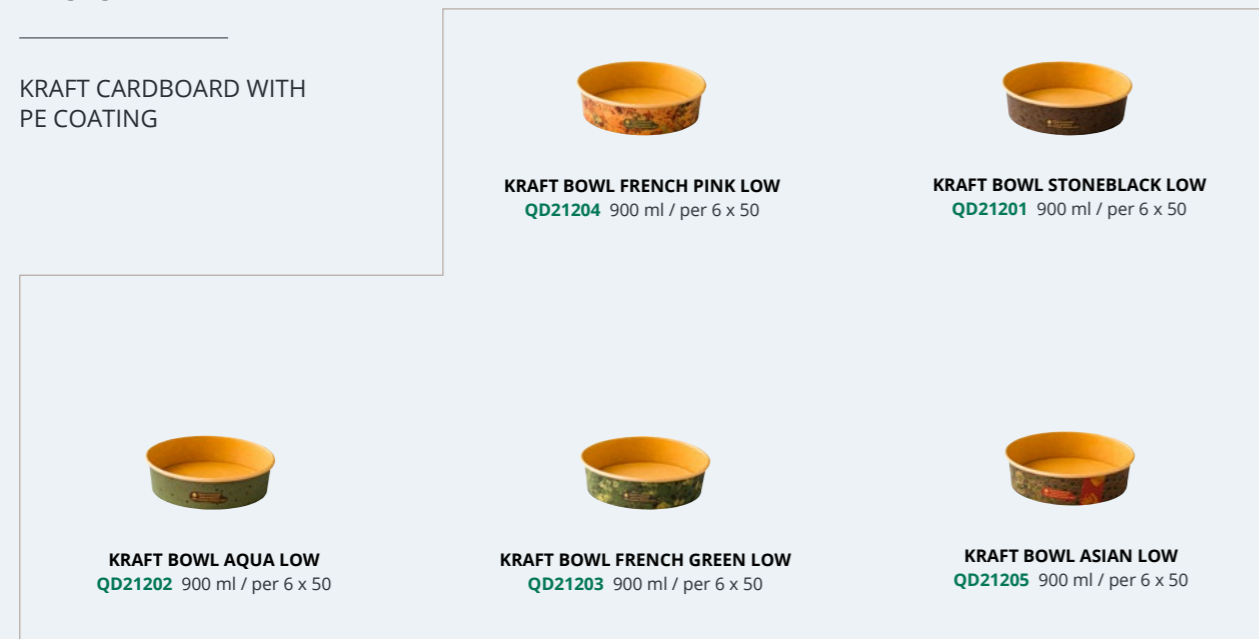 KRAFT CARDBOARD WITH
PE COATING
KRAFT BOWL FRENCH PINK LOW
QD21204 900 ml / per 6 x 50
KRAFT BOWL STONEBLACK LOW
QD21201 900 ml / per 6 x 50
KRAFT BOWL AQUA LOW
QD21202 900 ml / per 6 x 50
KRAFT BOWL FRENCH GREEN LOW
QD21203 900 ml / per 6 x 50
KRAFT BOWL ASIAN LOW
QD21205 900 ml / per 6 x 50